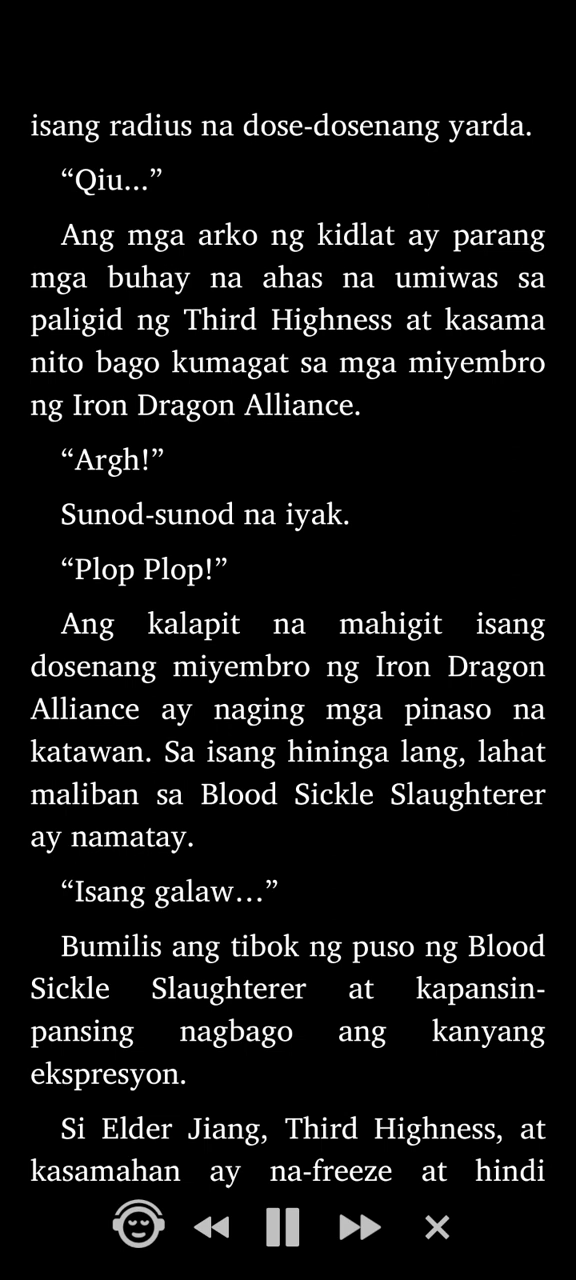 isang radius na dose-dosenang yarda.
“Qiu...”
Ang mga arko ng kidlat ay parang
mga buhay na ahas na umiwas sa
paligid ng Third Highness at kasama
nito bago kumagat sa mga miyembro
ng Iron Dragon Alliance.
“Argh!”
Sunod-sunod na iyak.
“Plop Plop!”
Ang kalapit na mahigit isang
dosenang miyembro ng Iron Dragon
Alliance ay naging mga pinaso na
katawan. Sa isang hininga lang, lahat
maliban sa Blood Sickle Slaughterer
ay namatay.
“Isang galaw…”
Bumilis ang tibok ng puso ng Blood
Sickle Slaughterer at kapansin-
pansing nagbago ang kanyang
ekspresyon.
Si Elder Jiang, Third Highness, at
kasamahan ay na-freeze at hindi